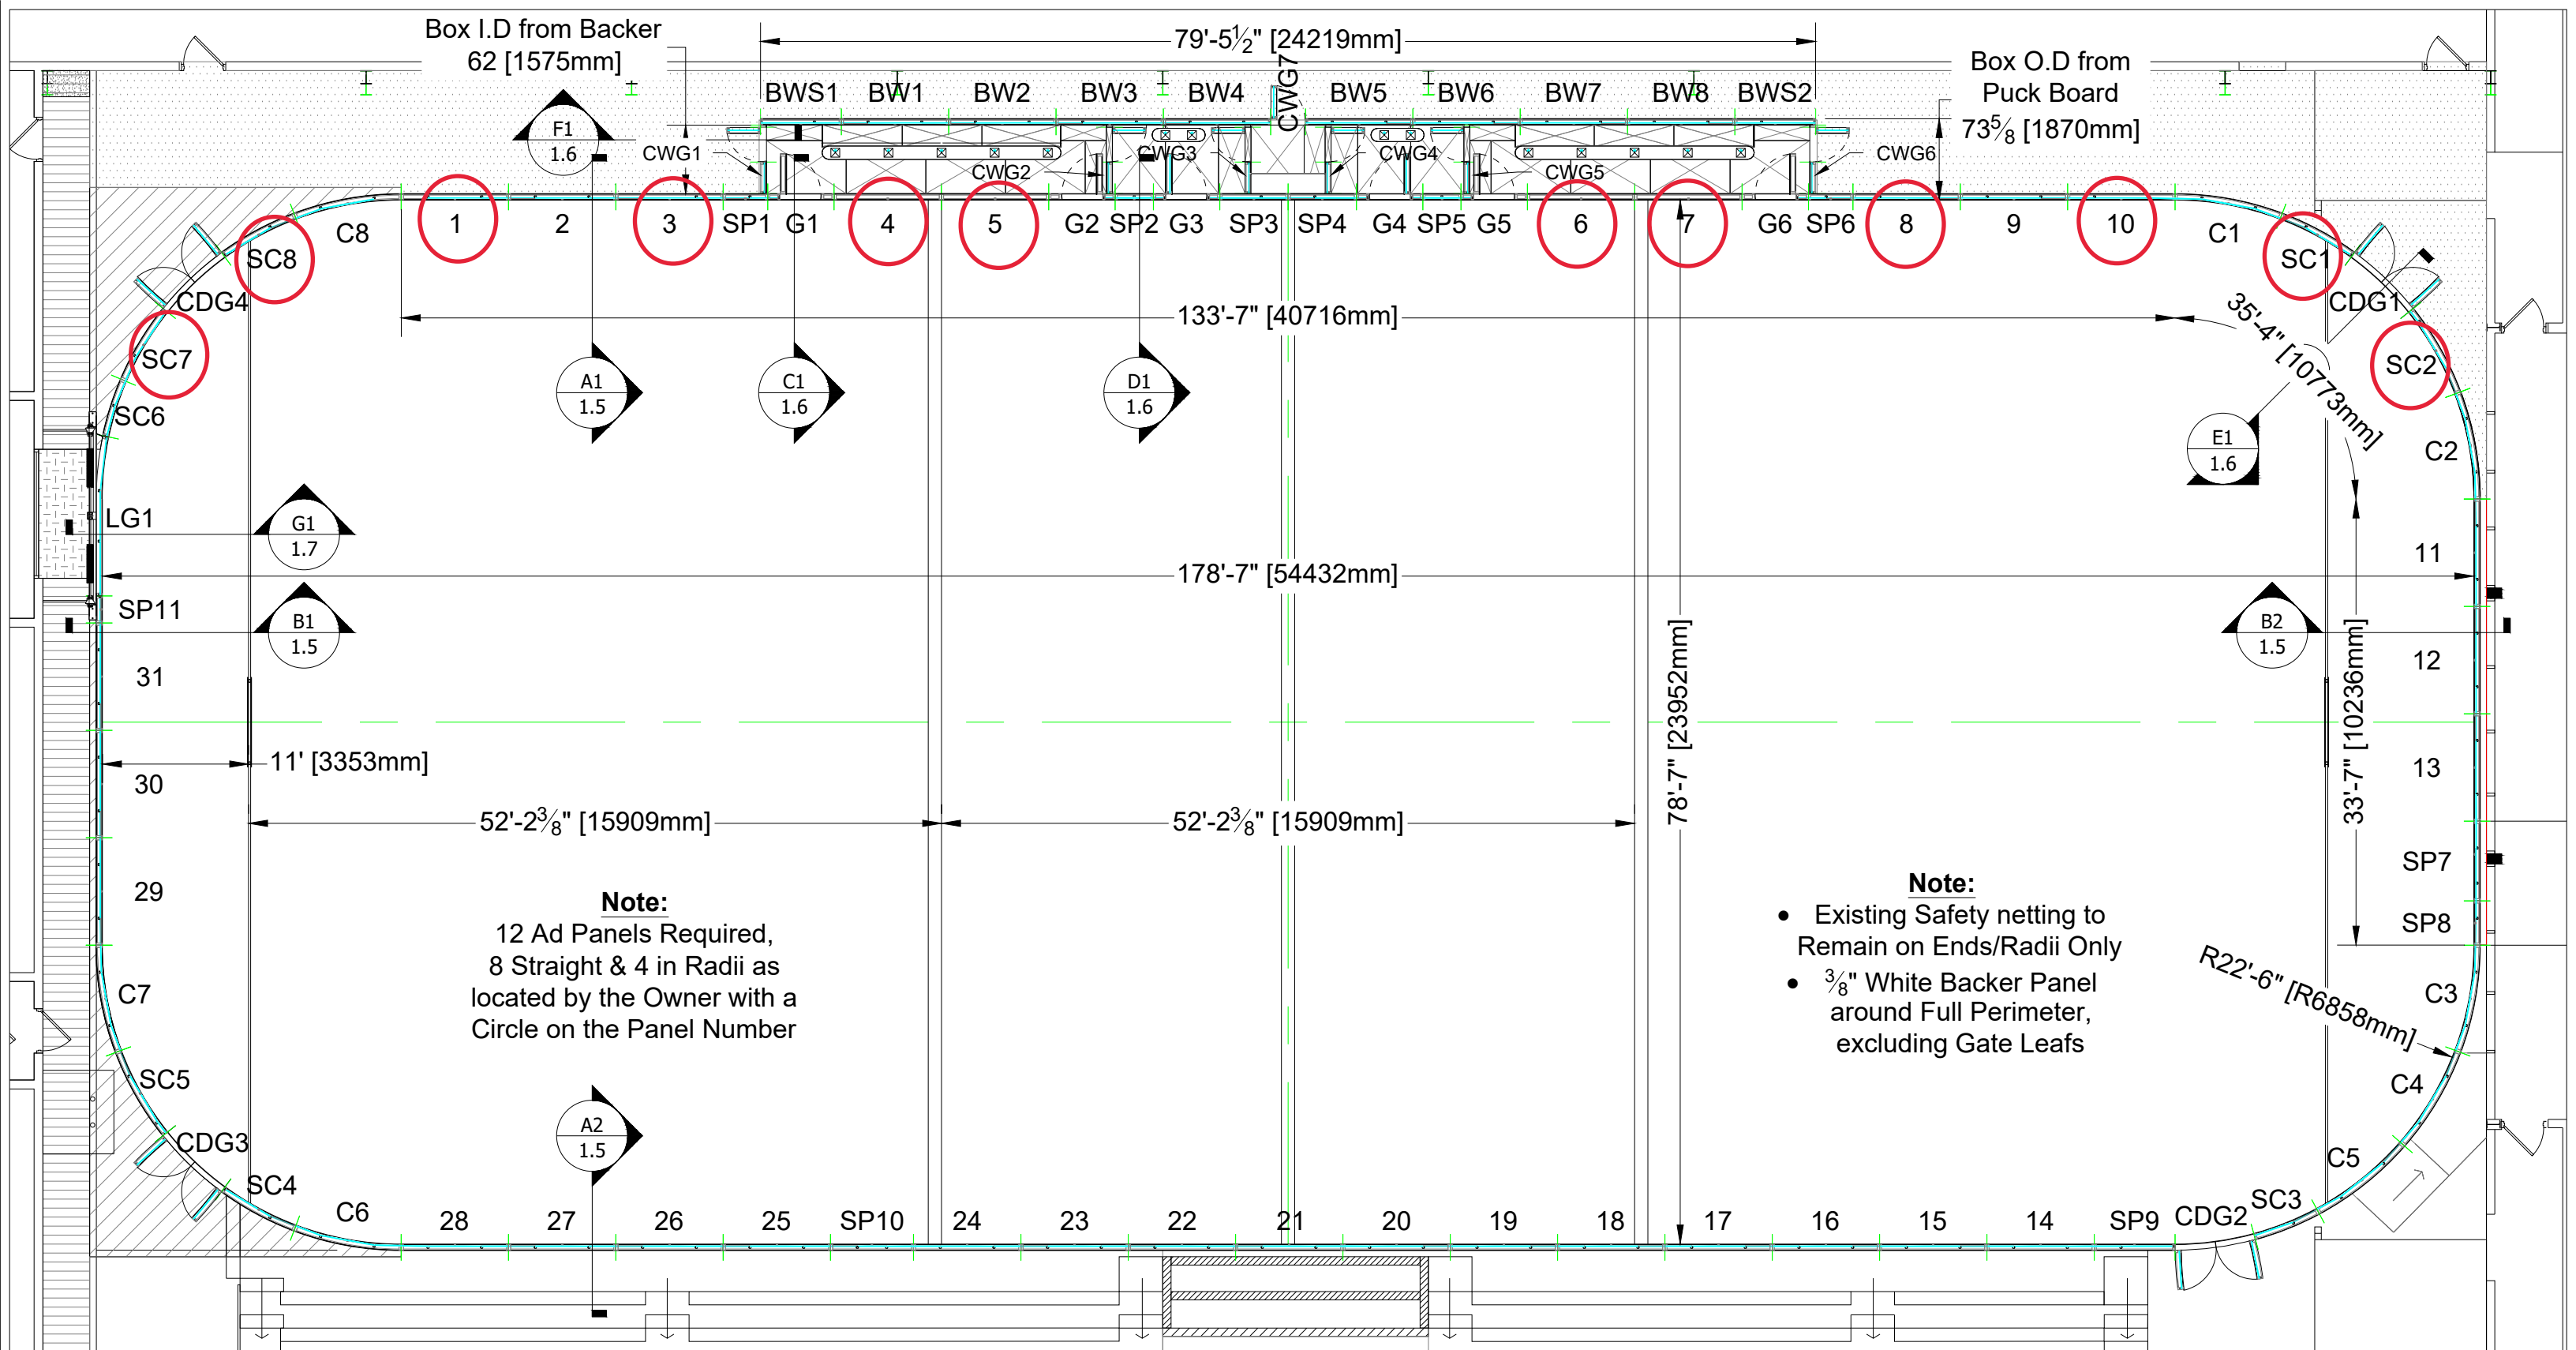 Box I.D from Backer
62 [1575mm]
79'-5½" [24219mm]
Box O.D from
Puck Board
73⅝ [1870mm]
BWS1 BW1 BW2 BW3 BW4 CWG7 BW5 BW6 BW7 BW8 BWS2
F1
1.6
CWG1 CWG2 CWG3 CWG4 CWG5 CWG6
C8 1 2 3 SP1 G1 4 5 G2 SP2 G3 SP3 SP4 G4 SP5 G5 6 7 G6 SP6 8 9 10 C1
SC8 SC1
CDG4 CDG1
133'-7" [40716mm]
35'-4" [10773mm]
SC7 SC2
A1
1.5
C1
1.6
D1
1.6
SC6
E1
1.6
C2
LG1
G1
1.7
11
178'-7" [54432mm]
SP11
B1
1.5
B2
1.5
31
12
78'-7" [23952mm]
33'-7" [10236mm]
11' [3353mm]
30
13
52'-2⅜" [15909mm]
52'-2⅜" [15909mm]
29
SP7
SP8
Note:
12 Ad Panels Required,
8 Straight & 4 in Radii as
located by the Owner with a
Circle on the Panel Number
Note:
• Existing Safety netting to
Remain on Ends/Radii Only
• ⅜" White Backer Panel
around Full Perimeter,
excluding Gate Leafs
R22'-6" [R6858mm]
C7
C3
SC5
C4
A2
1.5
CDG3
C5
SC4
SC3
C6 28 27 26 25 SP10 24 23 22 21 20 19 18 17 16 15 14 SP9 CDG2